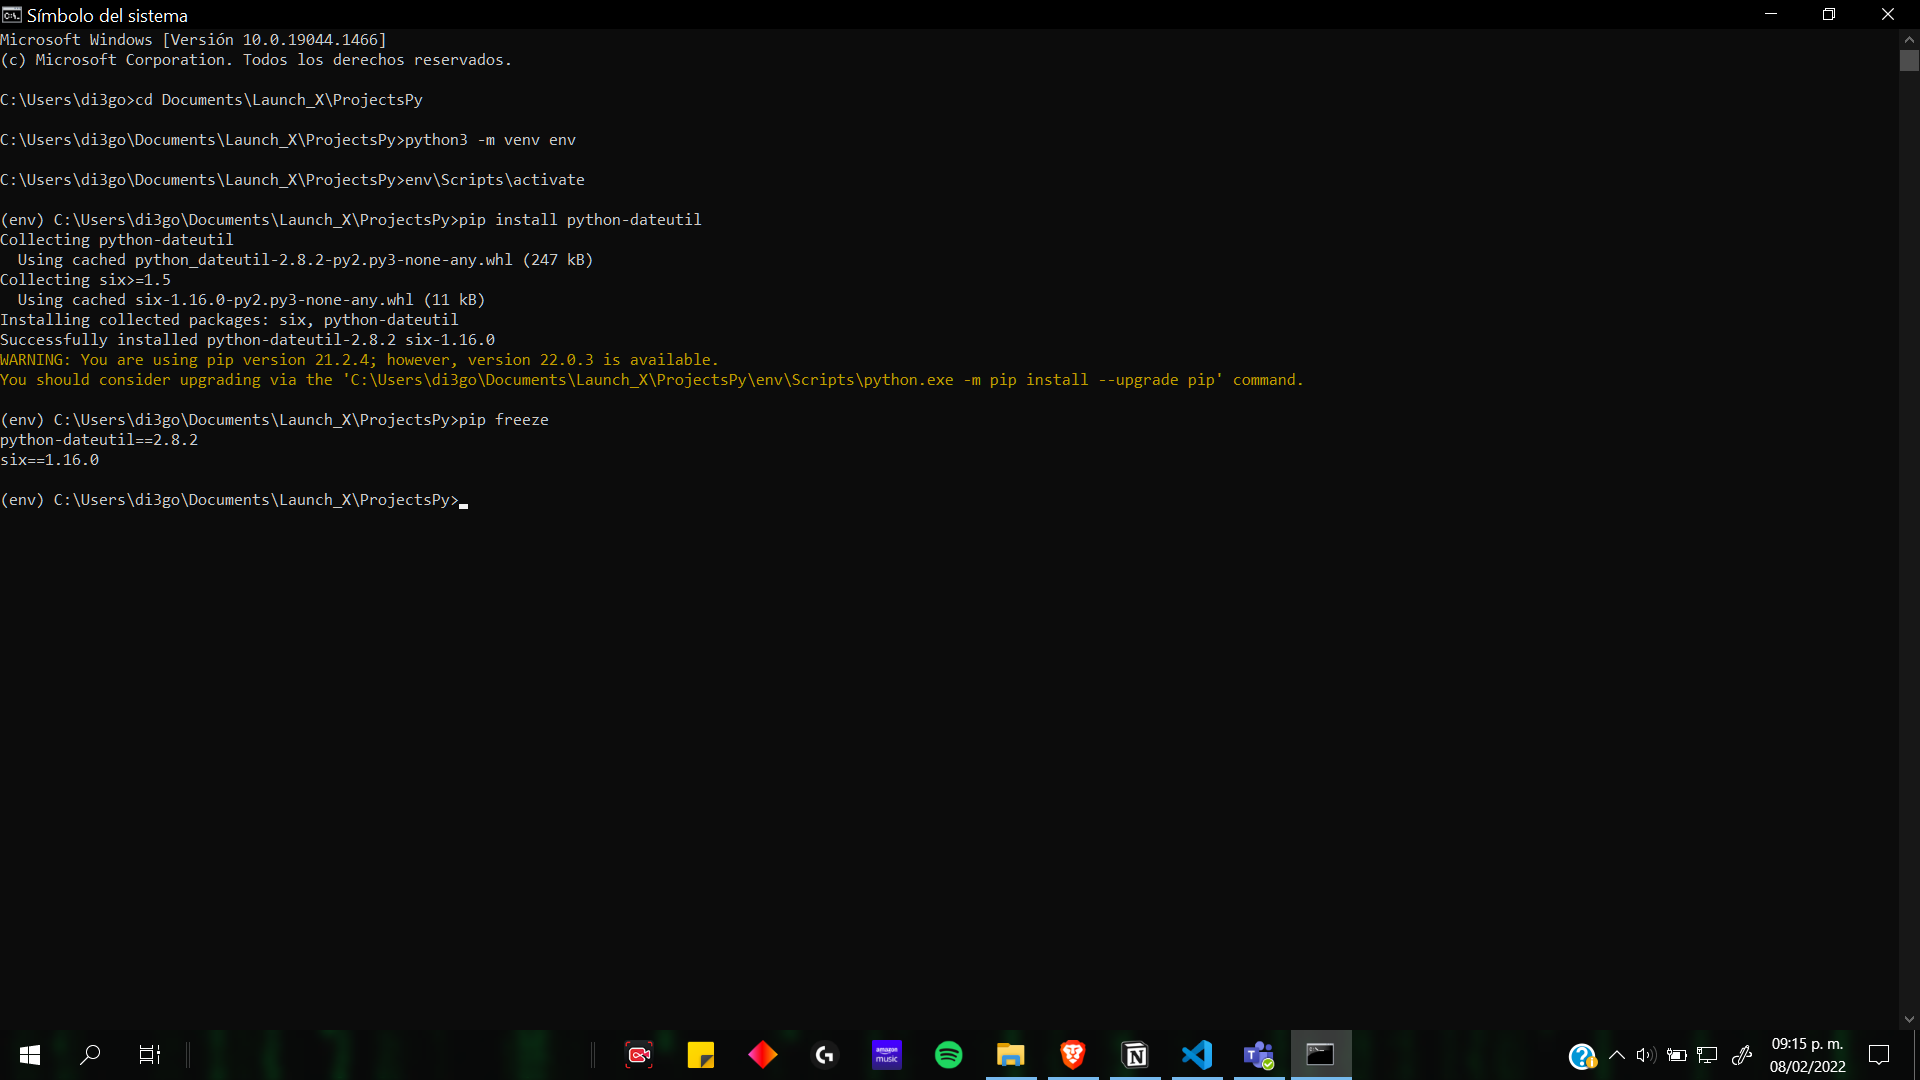 Símbolo del sistema
Microsoft Windows [Versión 10.0.19044.1466]
(c) Microsoft Corporation. Todos los derechos reservados.
C:\Users\di3go>cd Documents\Launch_X\ProjectsPy
C:\Users\di3go\Documents\Launch_X\ProjectsPy>python3 -m venv env
C:\Users\di3go\Documents\Launch_X\ProjectsPy>env\Scripts\activate
(env) C:\Users\di3go\Documents\Launch_X\ProjectsPy>pip install python-dateutil
Collecting python-dateutil
  Using cached python_dateutil-2.8.2-py2.py3-none-any.whl (247 kB)
Collecting six>=1.5
  Using cached six-1.16.0-py2.py3-none-any.whl (11 kB)
Installing collected packages: six, python-dateutil
Successfully installed python-dateutil-2.8.2 six-1.16.0
WARNING: You are using pip version 21.2.4; however, version 22.0.3 is available.
You should consider upgrading via the 'C:\Users\di3go\Documents\Launch_X\ProjectsPy\env\Scripts\python.exe -m pip install --upgrade pip' command.
(env) C:\Users\di3go\Documents\Launch_X\ProjectsPy>pip freeze
python-dateutil==2.8.2
six==1.16.0
(env) C:\Users\di3go\Documents\Launch_X\ProjectsPy>
amazon
music
09:15 p. m.
08/02/2022